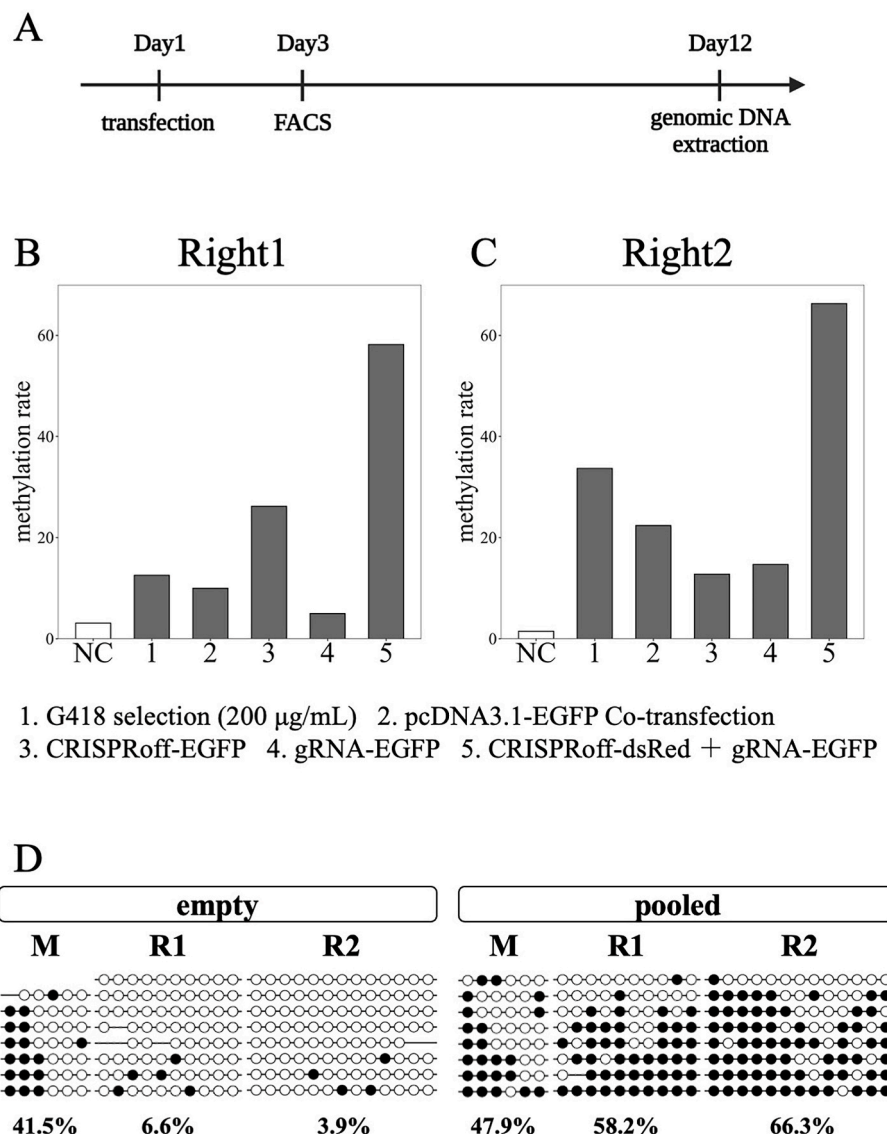 A
Day1 Day3 Day12
transfection FACS genomic DNA
extraction
B Right1
methylation rate
60
40
20
0
NC 1 2 3 4 5
C Right2
methylation rate
60
40
20
0
NC 1 2 3 4 5
1. G418 selection (200 μg/mL) 2. pcDNA3.1-EGFP Co-transfection
3. CRISPRoff-EGFP 4. gRNA-EGFP 5. CRISPRoff-dsRed + gRNA-EGFP
D
empty pooled
M R1 R2 M R1 R2
41.5% 6.6% 3.9% 47.9% 58.2% 66.3%